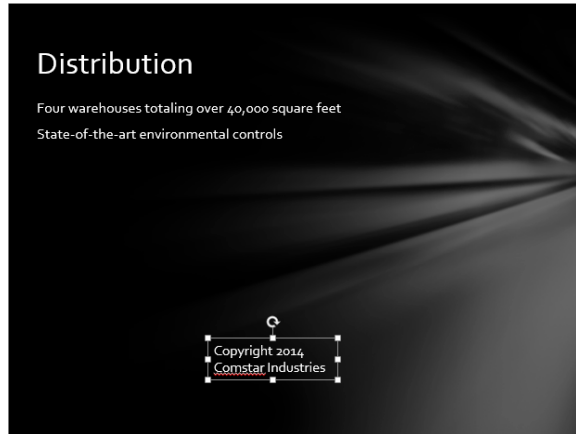 Distribution
Four warehouses totaling over 40,000 square feet
State-of-the-art environmental controls
Copyright 2014
Comstar Industries